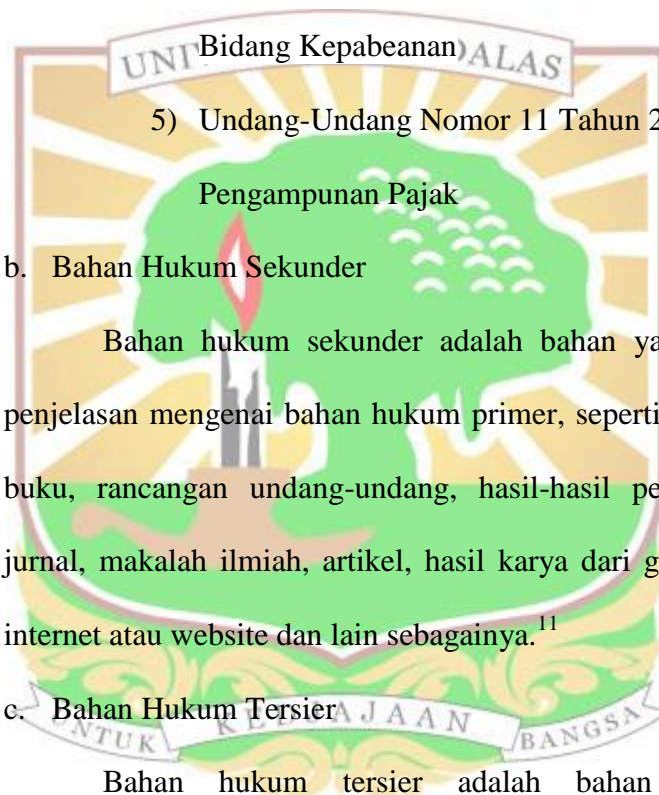 UNI ALAS
Bidang Kepabeanan
5) Undang-Undang Nomor 11 Tahun 2
Pengampunan Pajak
b. Bahan Hukum Sekunder
Bahan hukum sekunder adalah bahan ya
penjelasan mengenai bahan hukum primer, seperti
buku, rancangan undang-undang, hasil-hasil pe
jurnal, makalah ilmiah, artikel, hasil karya dari g
internet atau website dan lain sebagainya.11
c. Bahan Hukum Tersier
UNTUK KEDJAJAAN BANGSA
Bahan hukum tersier adalah bahan